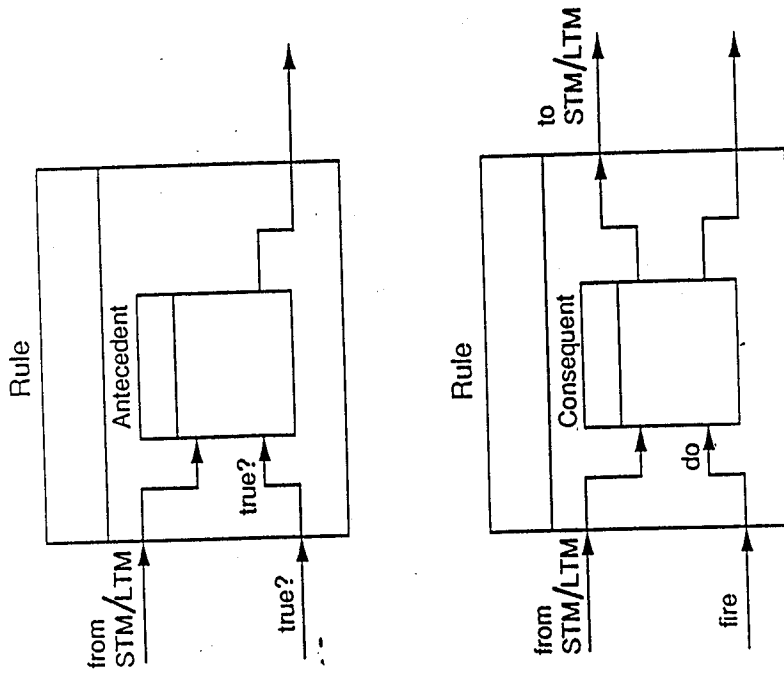 Rule
Antecedent
from
STM/LTM
true?
true?
Rule
Consequent
from
STM/LTM
do
fire
to
STM/LTM